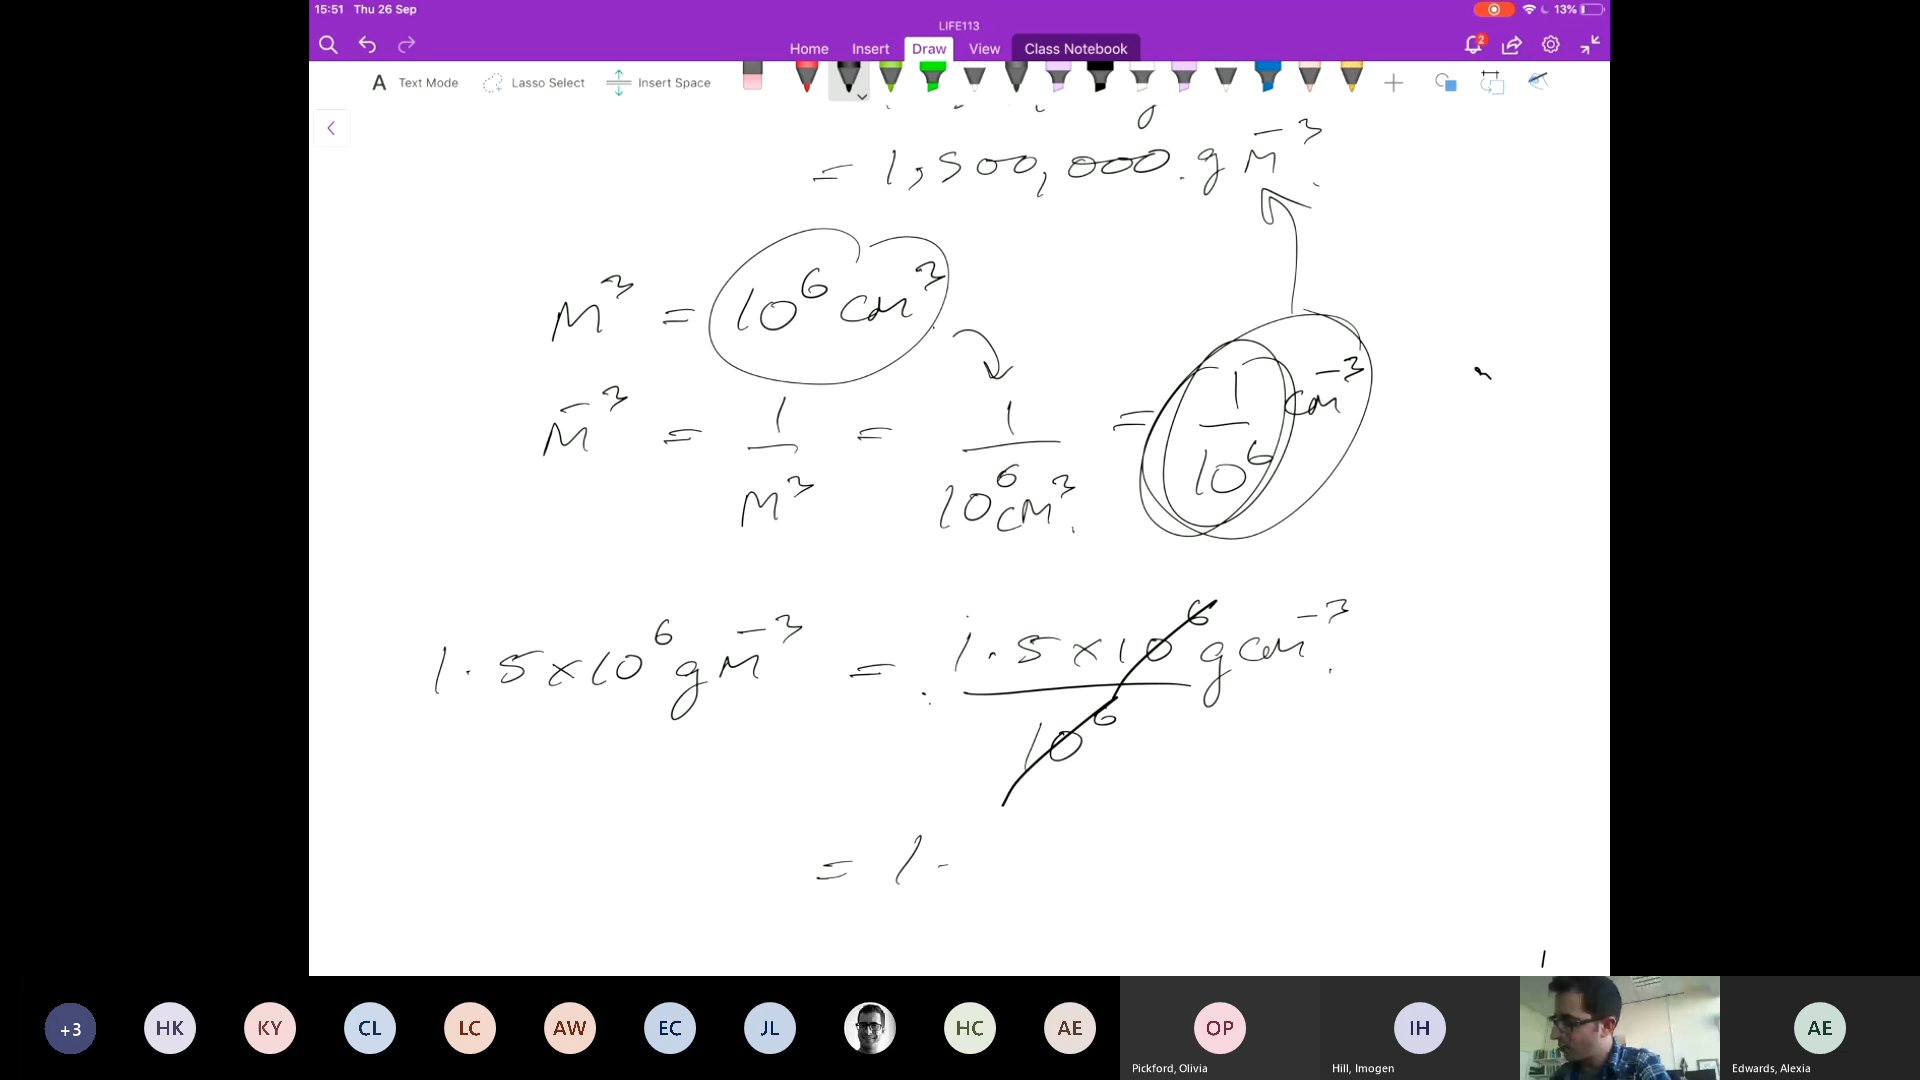 15:51 Thu 26 Sep
13%
LIFE113
Home Insert Draw View Class Notebook
2
A Text Mode Lasso Select Insert Space
= 1,500,000 . g m⁻³
m³ = 10⁶ cm³
m⁻³ = 1/m³ = 1/10⁶cm³ = 1/10⁶ cm⁻³
1.5×10⁶ g m⁻³ = 1.5×10⁶/10⁶ g cm⁻³
= 1.
+3 HK KY CL LC AW EC JL HC AE OP IH AE
Pickford, Olivia Hill, Imogen Edwards, Alexia